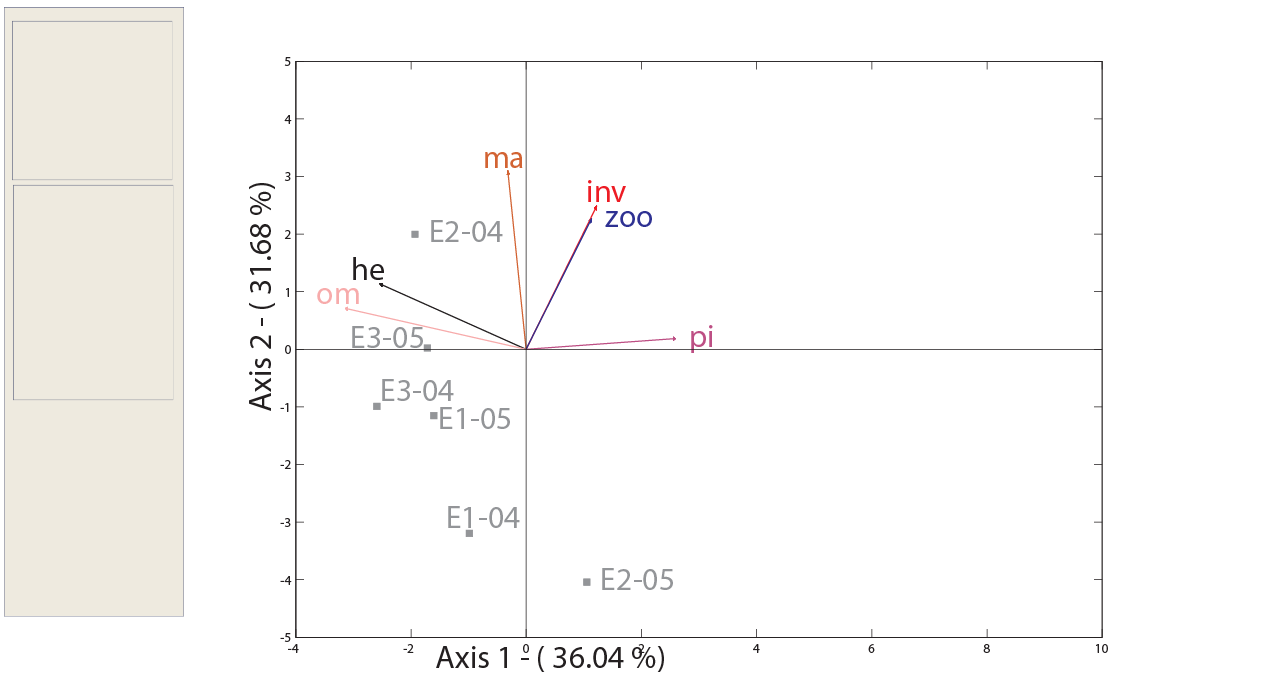 5
4
3
2
1
0
-1
-2
-3
-4
-5
Axis 2 - ( 31.68 %)
ma
inv
zoo
E2-04
he
om
E3-05
pi
E3-04
E1-05
E1-04
E2-05
-4 -2 0 2 4 6 8 10
Axis 1 - ( 36.04 %)